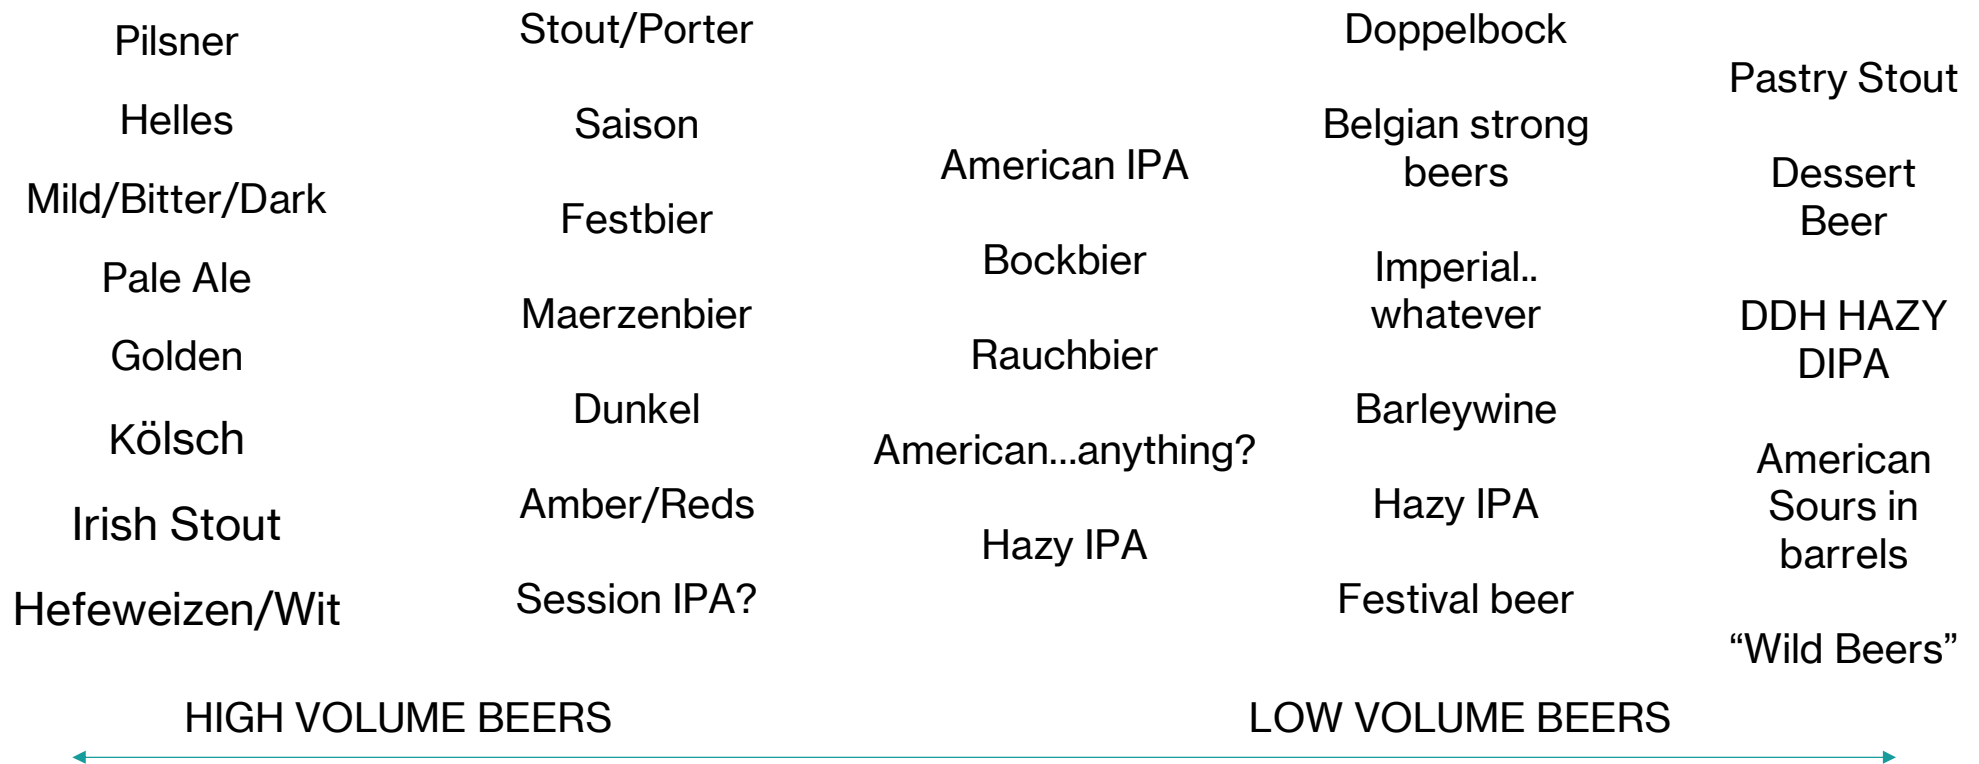 Pilsner
Helles
Mild/Bitter/Dark
Pale Ale
Golden
Kölsch
Irish Stout
Hefeweizen/Wit
Stout/Porter
Saison
Festbier
Maerzenbier
Dunkel
Amber/Reds
Session IPA?
American IPA
Bockbier
Rauchbier
American...anything?
Hazy IPA
Doppelbock
Belgian strong
beers
Imperial..
whatever
Barleywine
Hazy IPA
Festival beer
Pastry Stout
Dessert
Beer
DDH HAZY
DIPA
American
Sours in
barrels
“Wild Beers”
HIGH VOLUME BEERS
LOW VOLUME BEERS